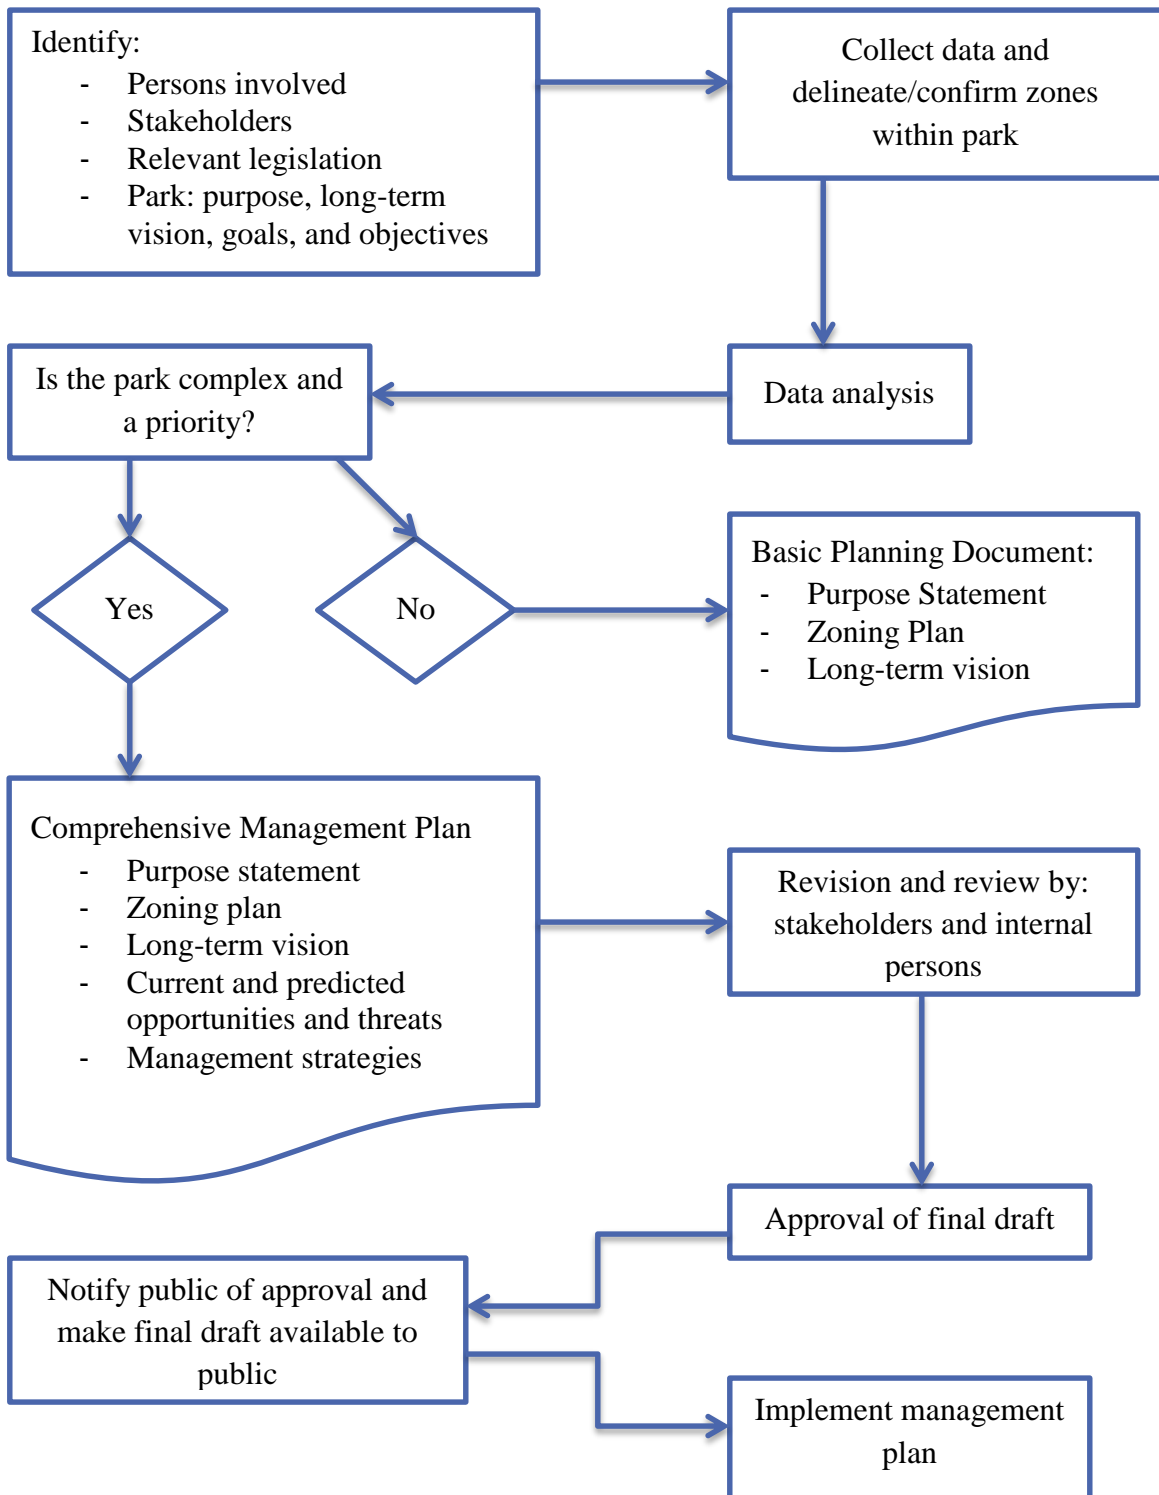 Identify:
- Persons involved
- Stakeholders
- Relevant legislation
- Park: purpose, long-term
vision, goals, and objectives
Collect data and
delineate/confirm zones
within park
Data analysis
Is the park complex and
a priority?
Yes
No
Basic Planning Document:
- Purpose Statement
- Zoning Plan
- Long-term vision
Comprehensive Management Plan
- Purpose statement
- Zoning plan
- Long-term vision
- Current and predicted
opportunities and threats
- Management strategies
Revision and review by:
stakeholders and internal
persons
Approval of final draft
Notify public of approval and
make final draft available to
public
Implement management
plan